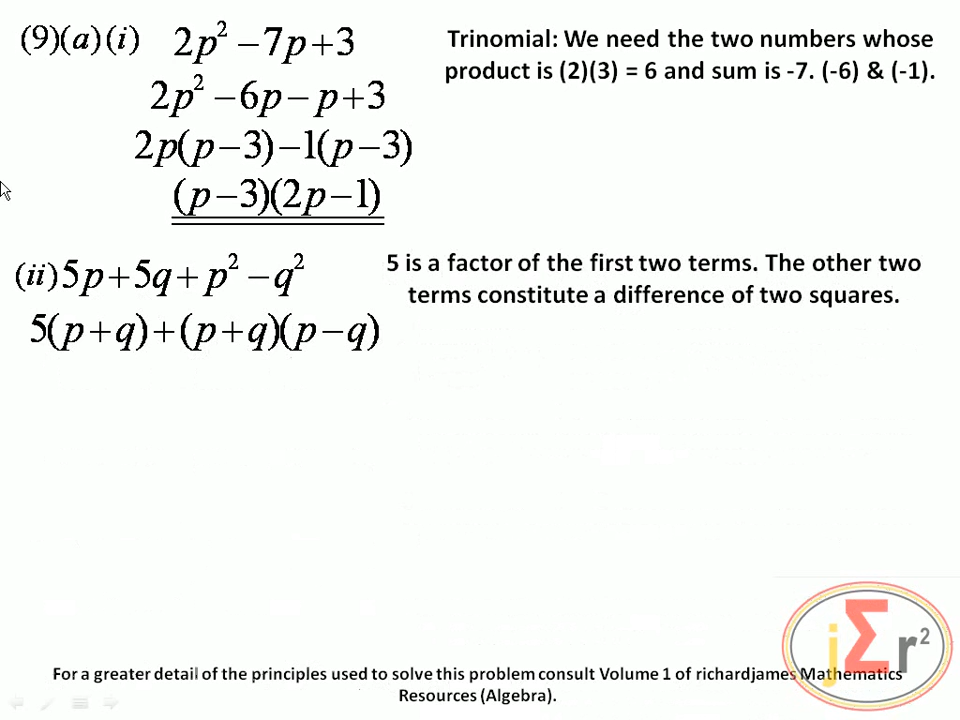 (9)(a)(i) 2p² − 7p + 3
Trinomial: We need the two numbers whose
product is (2)(3) = 6 and sum is -7. (-6) & (-1).
2p² − 6p − p + 3
2p(p − 3) − 1(p − 3)
(p − 3)(2p − 1)
(ii) 5p + 5q + p² − q²
5 is a factor of the first two terms. The other two
terms constitute a difference of two squares.
5(p + q) + (p + q)(p − q)
jΣr²
For a greater detail of the principles used to solve this problem consult Volume 1 of richardjames Mathematics
Resources (Algebra).